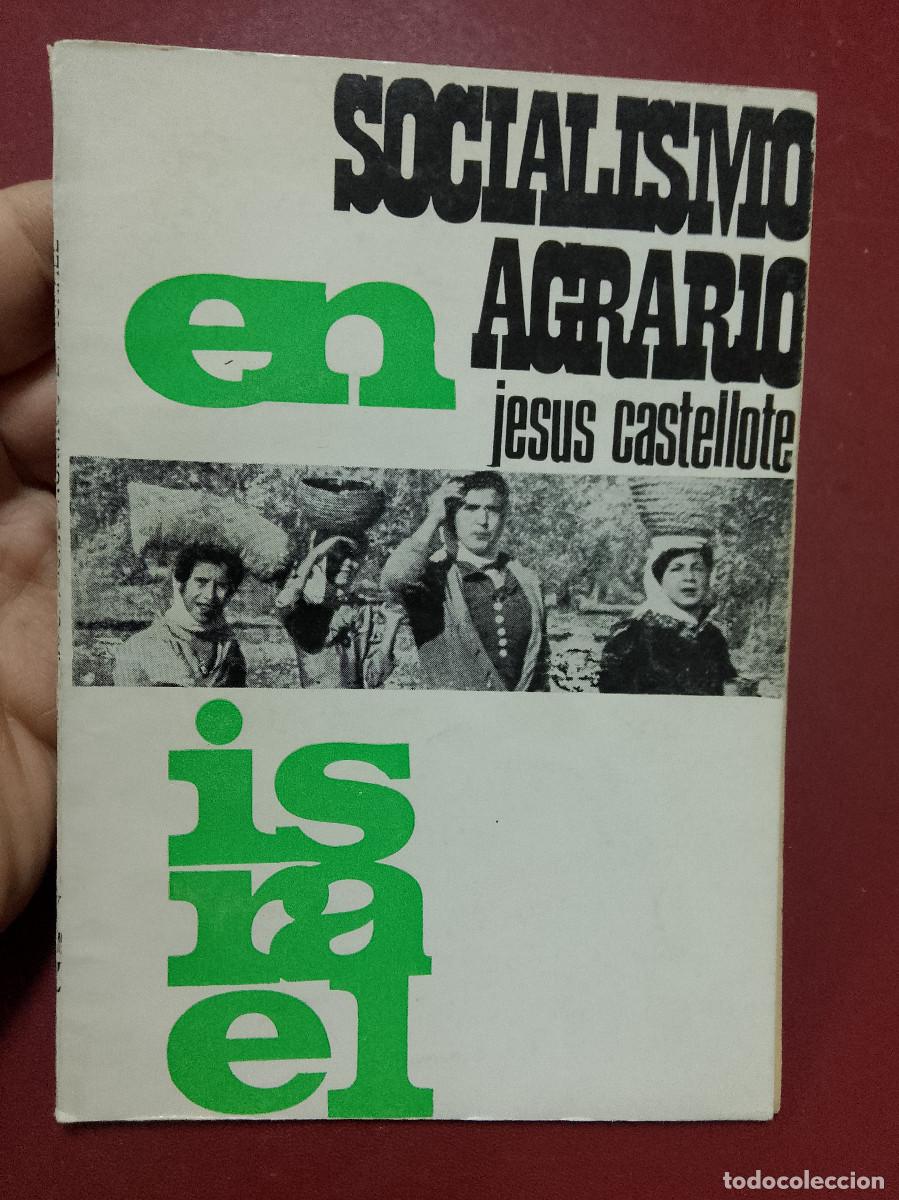 SOCIALISMO
en AGRARIO
jesus castellote
is
ra
el
todocoleccion